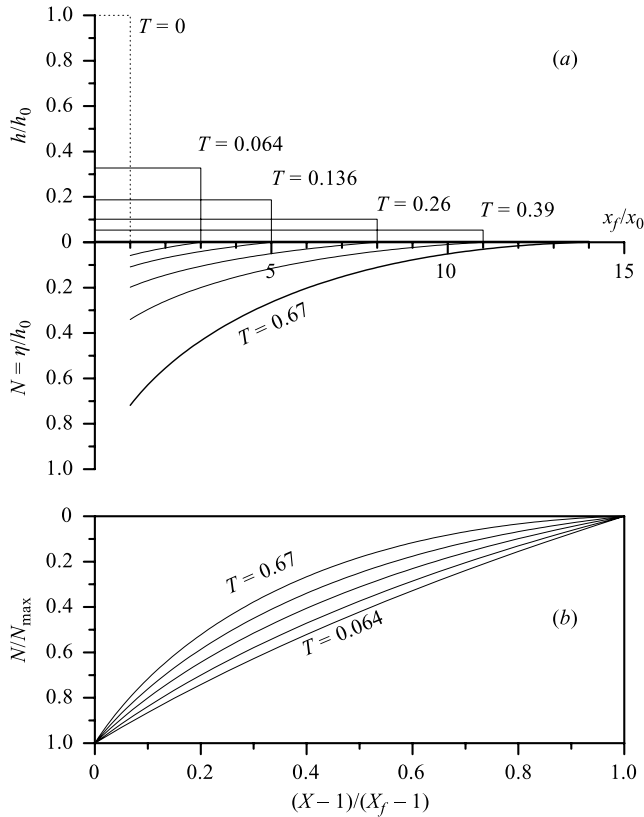 1.0
T = 0
(a)
0.8
h/h0
0.6
T = 0.064
0.4
T = 0.136
0.2
T = 0.26
T = 0.39
xf/x0
0
5
10
15
0.2
T = 0.67
0.4
N = η/h0
0.6
0.8
1.0
0
0.2
T = 0.67
0.4
N/Nmax
0.6
T = 0.064
(b)
0.8
1.0
0
0.2
0.4
0.6
0.8
1.0
(X − 1)/(Xf − 1)